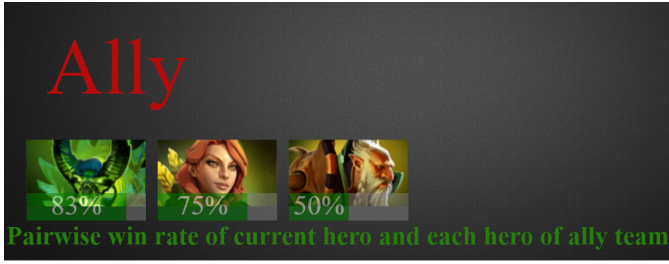 Ally
83% 75% 50%
Pairwise win rate of current hero and each hero of ally team